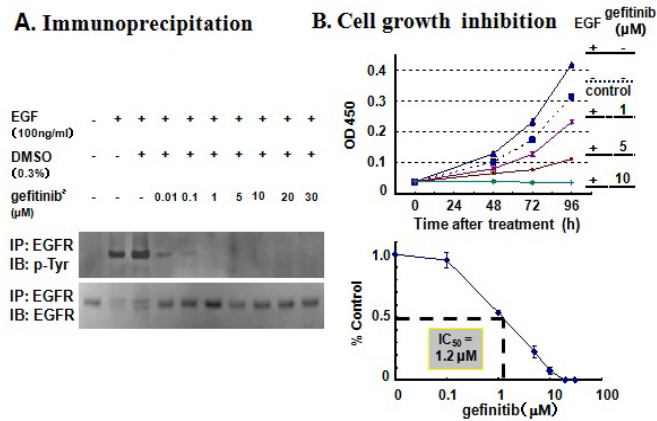 A. Immunoprecipitation
EGF - + + + + + + + + +
(100ng/ml)
DMSO - - + + + + + + + +
(0.3%)
gefitinib - - - 0.01 0.1 1 5 10 20 30
(μM)
IP: EGFR
IB: p-Tyr
IP: EGFR
IB: EGFR
B. Cell growth inhibition
EGF gefitinib
(μM)
+ -
- -
control
+ 1
+ 5
+ 10
OD 450
0.4
0.3
0.2
0.1
0
0 24 48 72 96
Time after treatment (h)
% Control
1.0
0.5
0
0 0.1 1 10 100
gefitinib(μM)
IC50 =
1.2 μM